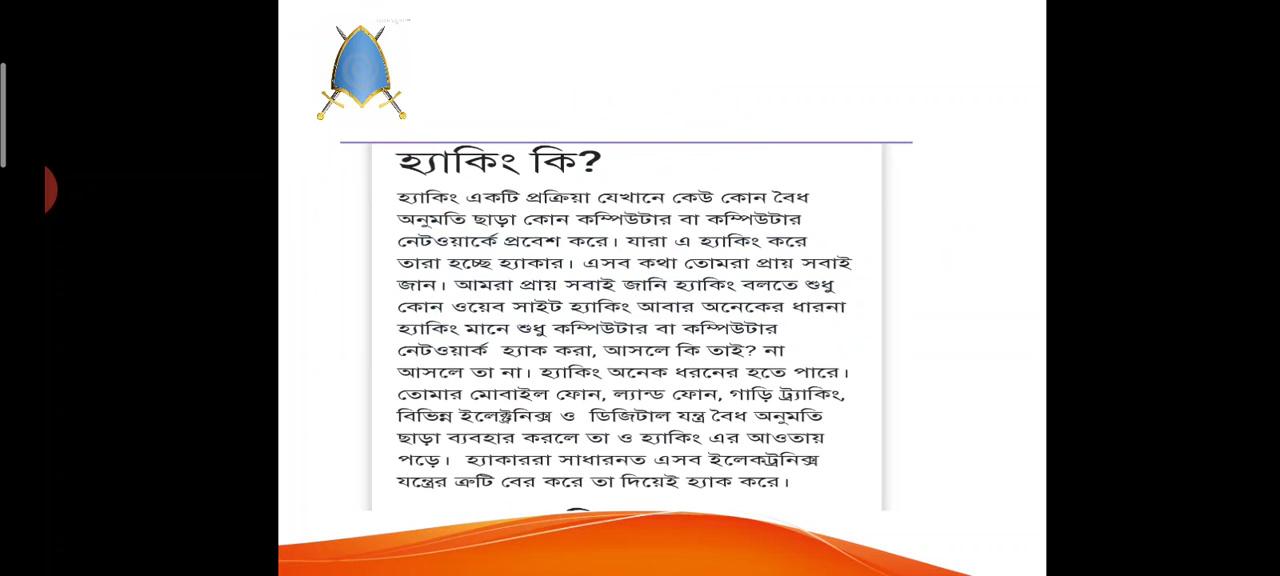 হ্যাকিং কি?
হ্যাকিং একটি প্রক্রিয়া যেখানে কেউ কোন বৈধ
অনুমতি ছাড়া কোন কম্পিউটার বা কম্পিউটার
নেটওয়ার্কে প্রবেশ করে। যারা এ হ্যাকিং করে
তারা হচ্ছে হ্যাকার। এসব কথা তোমরা প্রায় সবাই
জান। আমরা প্রায় সবাই জানি হ্যাকিং বলতে শুধু
কোন ওয়েব সাইট হ্যাকিং আবার অনেকের ধারনা
হ্যাকিং মানে শুধু কম্পিউটার বা কম্পিউটার
নেটওয়ার্ক হ্যাক করা, আসলে কি তাই? না
আসলে তা না। হ্যাকিং অনেক ধরনের হতে পারে।
তোমার মোবাইল ফোন, ল্যান্ড ফোন, গাড়ি ট্র্যাকিং,
বিভিন্ন ইলেক্ট্রনিক্স ও ডিজিটাল যন্ত্র বৈধ অনুমতি
ছাড়া ব্যবহার করলে তা ও হ্যাকিং এর আওতায়
পড়ে। হ্যাকাররা সাধারনত এসব ইলেকট্রনিক্স
যন্ত্রের ত্রুটি বের করে তা দিয়েই হ্যাক করে।